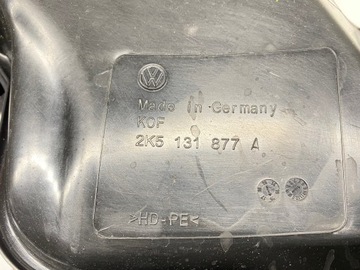 Made in Germany
KOF
2K5 131 877 A
>HD-PE<